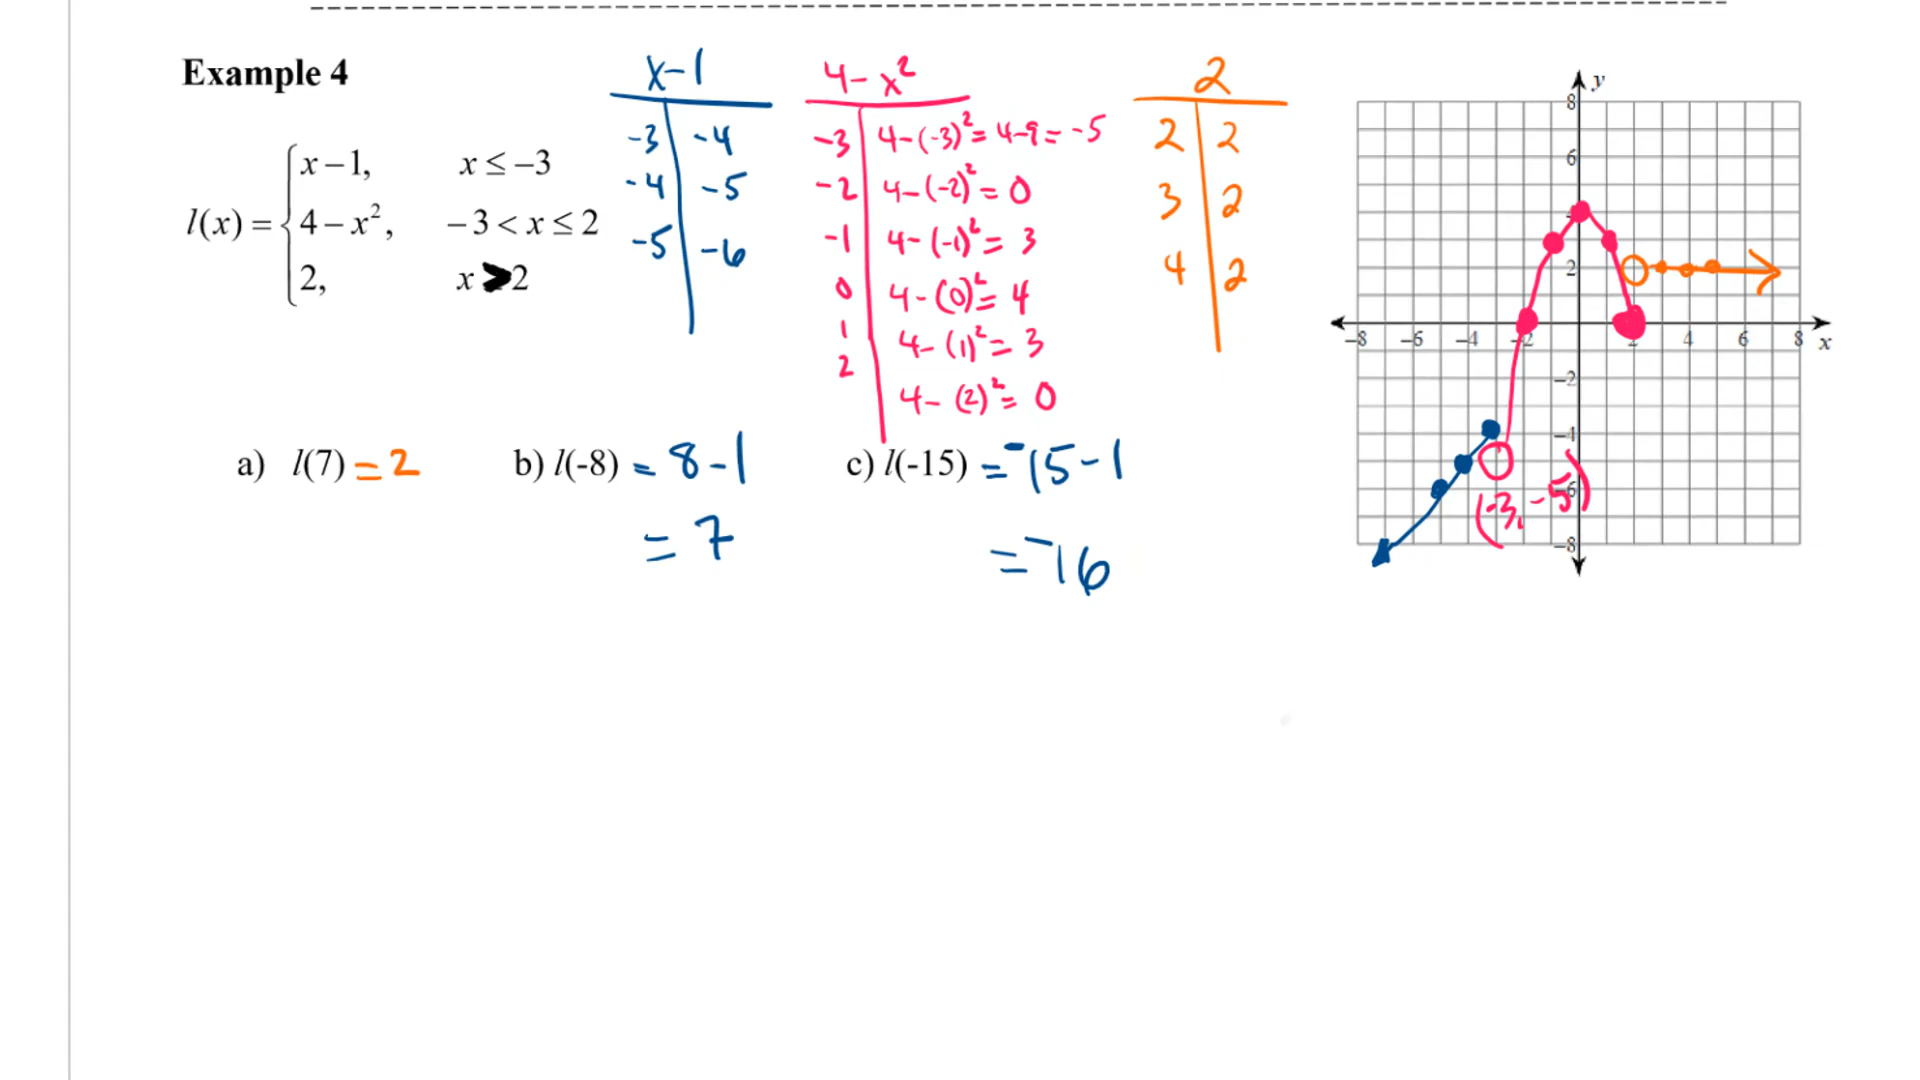 Example 4
l(x) = { x − 1, x ≤ −3
4 − x², −3 < x ≤ 2
2, x > 2
x-1
-3 | -4
-4 | -5
-5 | -6
4 - x²
-3 | 4-(-3)² = 4-9 = -5
-2 | 4-(-2)² = 0
-1 | 4-(-1)² = 3
0 | 4-(0)² = 4
1 | 4-(1)² = 3
2 | 4-(2)² = 0
2
2 | 2
3 | 2
4 | 2
y
8
6
2
−8 −6 −4 −2 2 4 6 8 x
−2
−4
−6
−8
(-3, -5)
a) l(7) = 2
b) l(-8) = 8-1
= 7
c) l(-15) = -15-1
= -16